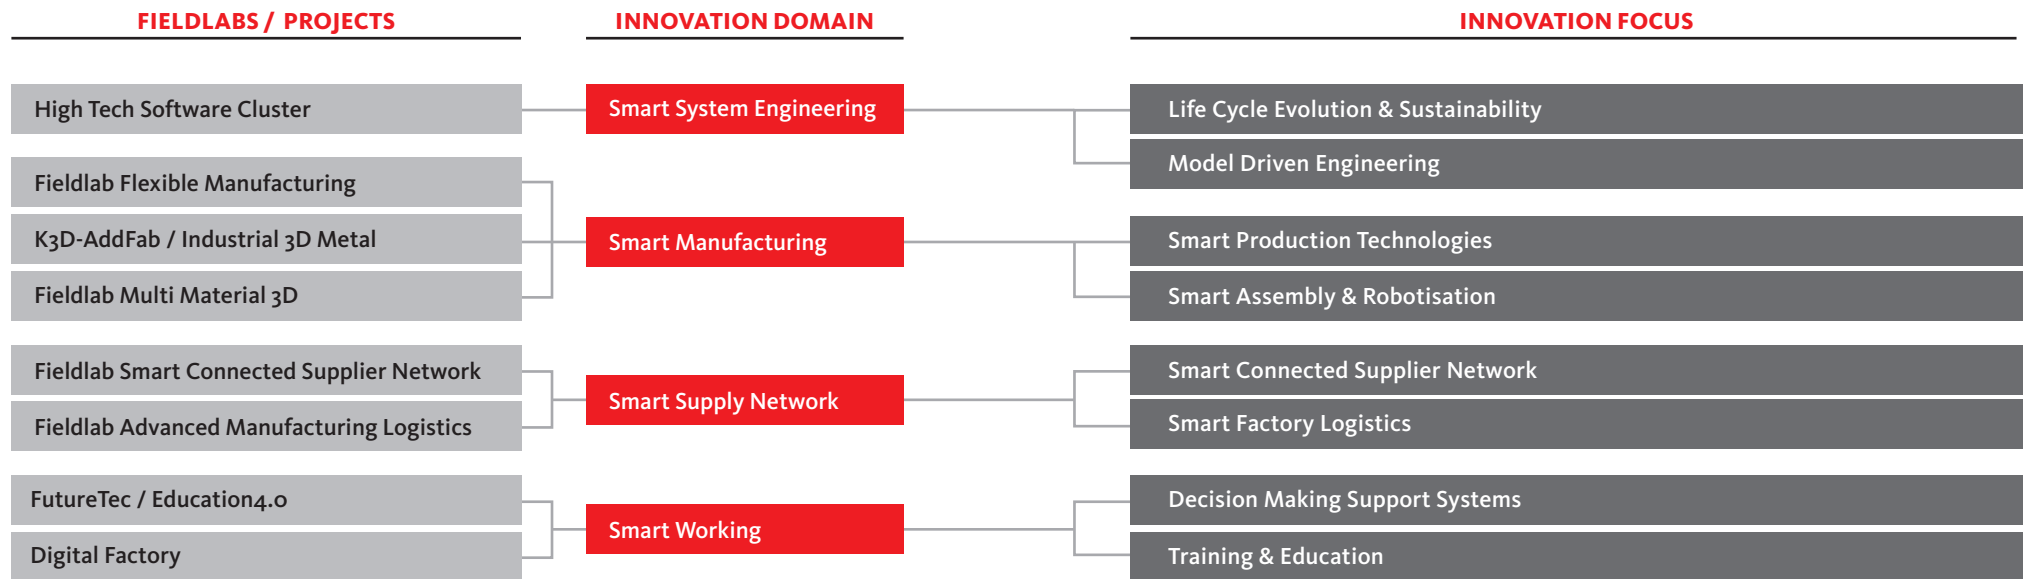 FIELDLABS / PROJECTS
INNOVATION DOMAIN
INNOVATION FOCUS
High Tech Software Cluster
Smart System Engineering
Life Cycle Evolution & Sustainability
Model Driven Engineering
Fieldlab Flexible Manufacturing
K3D-AddFab / Industrial 3D Metal
Fieldlab Multi Material 3D
Smart Manufacturing
Smart Production Technologies
Smart Assembly & Robotisation
Fieldlab Smart Connected Supplier Network
Fieldlab Advanced Manufacturing Logistics
Smart Supply Network
Smart Connected Supplier Network
Smart Factory Logistics
FutureTec / Education4.0
Digital Factory
Smart Working
Decision Making Support Systems
Training & Education